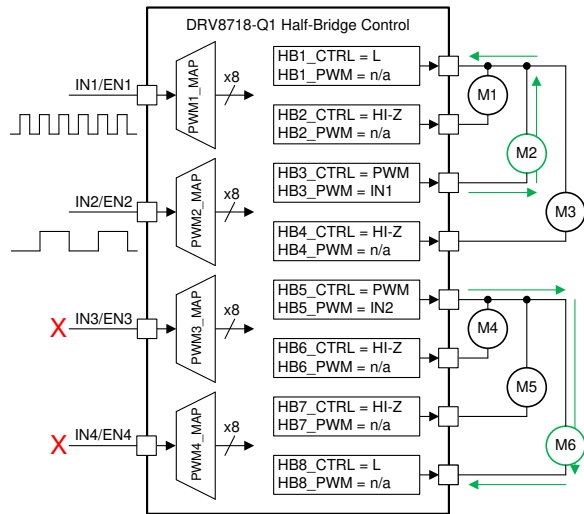 DRV8718-Q1 Half-Bridge Control
IN1/EN1
PWM1_MAP
x8
HB1_CTRL = L
HB1_PWM = n/a
M1
HB2_CTRL = HI-Z
HB2_PWM = n/a
M2
IN2/EN2
PWM2_MAP
x8
HB3_CTRL = PWM
HB3_PWM = IN1
M3
HB4_CTRL = HI-Z
HB4_PWM = n/a
X
IN3/EN3
PWM3_MAP
x8
HB5_CTRL = PWM
HB5_PWM = IN2
M4
HB6_CTRL = HI-Z
HB6_PWM = n/a
M5
X
IN4/EN4
PWM4_MAP
x8
HB7_CTRL = HI-Z
HB7_PWM = n/a
M6
HB8_CTRL = L
HB8_PWM = n/a